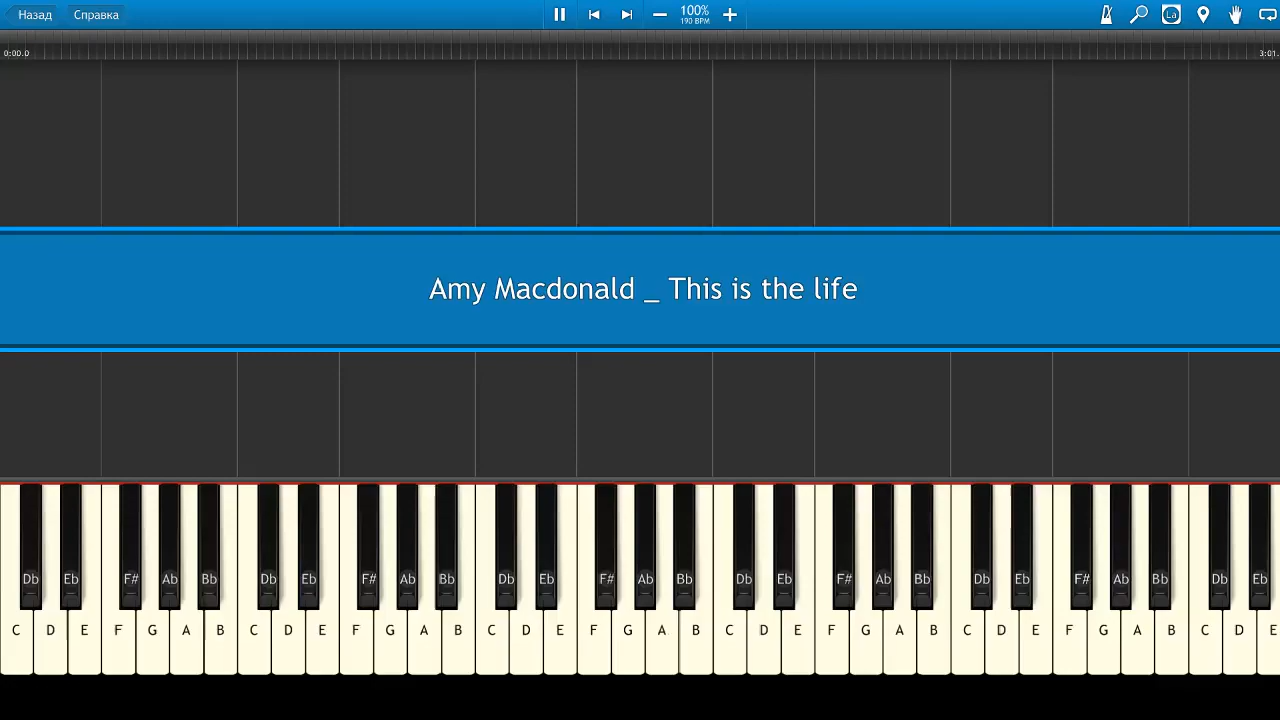 Назад Справка 100% La
190 BPM
0:00.0 3:01.
Amy Macdonald _ This is the life
Db Eb F# Ab Bb Db Eb F# Ab Bb Db Eb F# Ab Bb Db Eb F# Ab Bb Db Eb F# Ab Bb Db Eb
C D E F G A B C D E F G A B C D E F G A B C D E F G A B C D E F G A B C D E